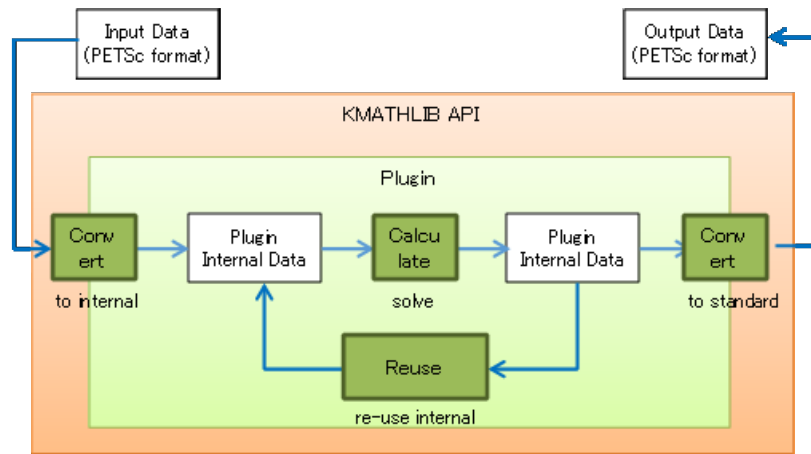 Input Data
(PETSc format)
Output Data
(PETSc format)
KMATHLIB API
Plugin
Conv
ert
Plugin
Internal Data
Calcu
late
Plugin
Internal Data
Conv
ert
to internal
solve
to standard
Reuse
re-use internal